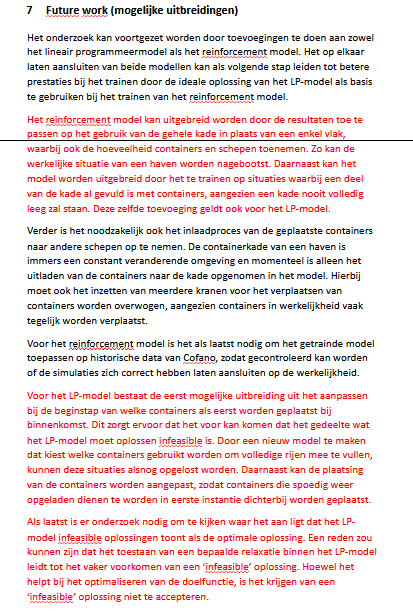 7 Future work (mogelijke uitbreidingen)
Het onderzoek kan voortgezet worden door toevoegingen te doen aan zowel
het lineair programmeermodel als het reinforcement model. Het op elkaar
laten aansluiten van beide modellen kan als volgende stap leiden tot betere
prestaties bij het trainen door de ideale oplossing van het LP-model als basis
te gebruiken bij het trainen van het reinforcement model.
Het reinforcement model kan uitgebreid worden door de resultaten toe te
passen op het gebruik van de gehele kade in plaats van een enkel vlak,
waarbij ook de hoeveelheid containers en schepen toenemen. Zo kan de
werkelijke situatie van een haven worden nagebootst. Daarnaast kan het
model worden uitgebreid door het te trainen op situaties waarbij een deel
van de kade al gevuld is met containers, aangezien een kade nooit volledig
leeg zal staan. Deze zelfde toevoeging geldt ook voor het LP-model.
Verder is het noodzakelijk ook het inlaadproces van de geplaatste containers
naar andere schepen op te nemen. De containerkade van een haven is
immers een constant veranderende omgeving en momenteel is alleen het
uitladen van de containers naar de kade opgenomen in het model. Hierbij
moet ook het inzetten van meerdere kranen voor het verplaatsen van
containers worden overwogen, aangezien containers in werkelijkheid vaak
tegelijk worden verplaatst.
Voor het reinforcement model is het als laatst nodig om het getrainde model
toepassen op historische data van Cofano, zodat gecontroleerd kan worden
of de simulaties zich correct hebben laten aansluiten op de werkelijkheid.
Voor het LP-model bestaat de eerst mogelijke uitbreiding uit het aanpassen
bij de beginstap van welke containers als eerst worden geplaatst bij
binnenkomst. Dit zorgt ervoor dat het voor kan komen dat het gedeelte wat
het LP-model moet oplossen infeasible is. Door een nieuw model te maken
dat kiest welke containers gebruikt worden om volledige rijen mee te vullen,
kunnen deze situaties alsnog opgelost worden. Daarnaast kan de plaatsing
van de containers worden aangepast, zodat containers die spoedig weer
opgeladen dienen te worden in eerste instantie dichterbij worden geplaatst.
Als laatst is er onderzoek nodig om te kijken waar het aan ligt dat het LP-
model infeasible oplossingen toont als de optimale oplossing. Een reden zou
kunnen zijn dat het toestaan van een bepaalde relaxatie binnen het LP-model
leidt tot het vaker voorkomen van een ‘infeasible’ oplossing. Hoewel het
helpt bij het optimaliseren van de doelfunctie, is het krijgen van een
‘infeasible’ oplossing niet te accepteren.